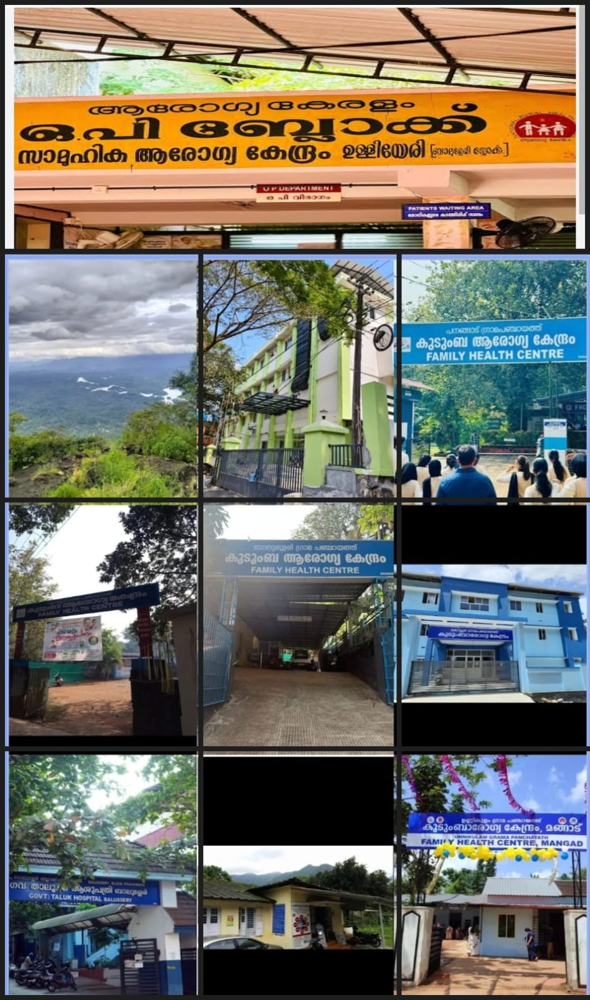 ആരോഗ്യ കേരളം
ഒ.പി ബ്ലോക്ക്
സാമൂഹിക ആരോഗ്യ കേന്ദ്രം ഉള്ളിയേരി [ബാലുശ്ശേരി ബ്ലോക്ക്.]
O P DEPARTMENT
ഒ പി വിഭാഗം
PATIENTS WAITING AREA
രോഗികളുടെ കാത്തിരിപ്പ് സ്ഥലം
പനങ്ങാട് ഗ്രാമപഞ്ചായത്ത്
കുടുംബ ആരോഗ്യ കേന്ദ്രം
FAMILY HEALTH CENTRE
FHC
കുടുംബ ആരോഗ്യ കേന്ദ്രം
FAMILY HEALTH CENTRE
ബാലുശ്ശേരി ഗ്രാമ പഞ്ചായത്ത്
കുടുംബ ആരോഗ്യ കേന്ദ്രം
FAMILY HEALTH CENTRE
കുടുംബാരോഗ്യ കേന്ദ്രം
BALUSSERY BLOCK PANCHAYATH
ഗവ: താലൂക്ക് ആശുപത്രി ബാലുശ്ശേരി
GOVT: TALUK HOSPITAL BALUSSERY
ഉണ്ണികുളം ഗ്രാമ പഞ്ചായത്ത്
കുടുംബാരോഗ്യ കേന്ദ്രം, മങ്ങാട്
UNNIKULAM GRAMA PANCHAYATH
FAMILY HEALTH CENTRE, MANGAD